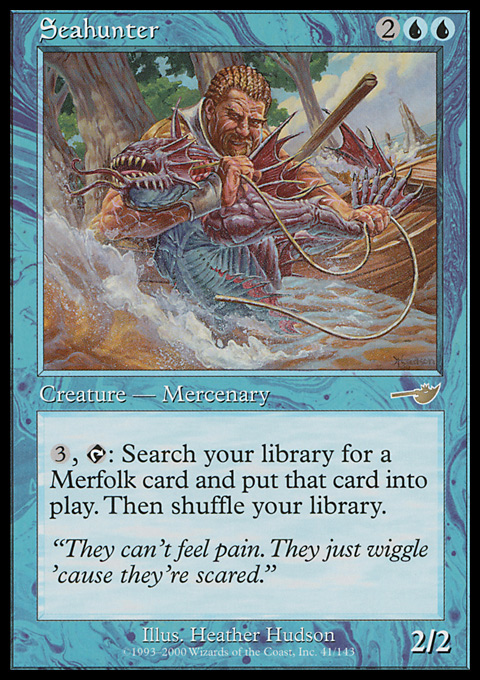 Seahunter 2
Creature — Mercenary
3, : Search your library for a
Merfolk card and put that card into
play. Then shuffle your library.
“They can’t feel pain. They just wiggle
’cause they’re scared.”
Illus. Heather Hudson
©1993-2000 Wizards of the Coast, Inc. 41/143
2/2